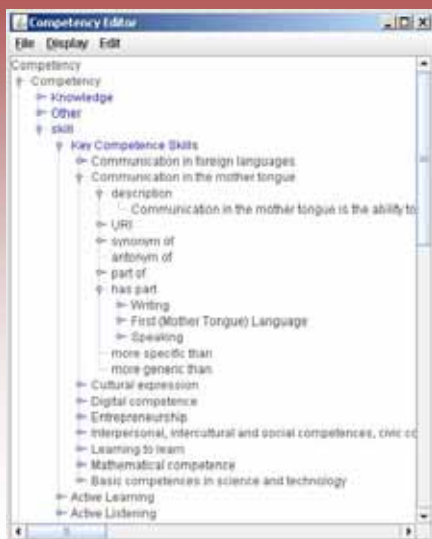 Competency Editor
File Display Edit
Competency
Competency
Knowledge
Other
skill
Key Competence Skills
Communication in foreign languages
Communication in the mother tongue
description
Communication in the mother tongue is the ability to
URI
synonym of
antonym of
part of
has part
Writing
First (Mother Tongue) Language
Speaking
more specific than
more generic than
Cultural expression
Digital competence
Entrepreneurship
Interpersonal, intercultural and social competences, civic co
Learning to learn
Mathematical competence
Basic competences in science and technology
Active Learning
Active Listening